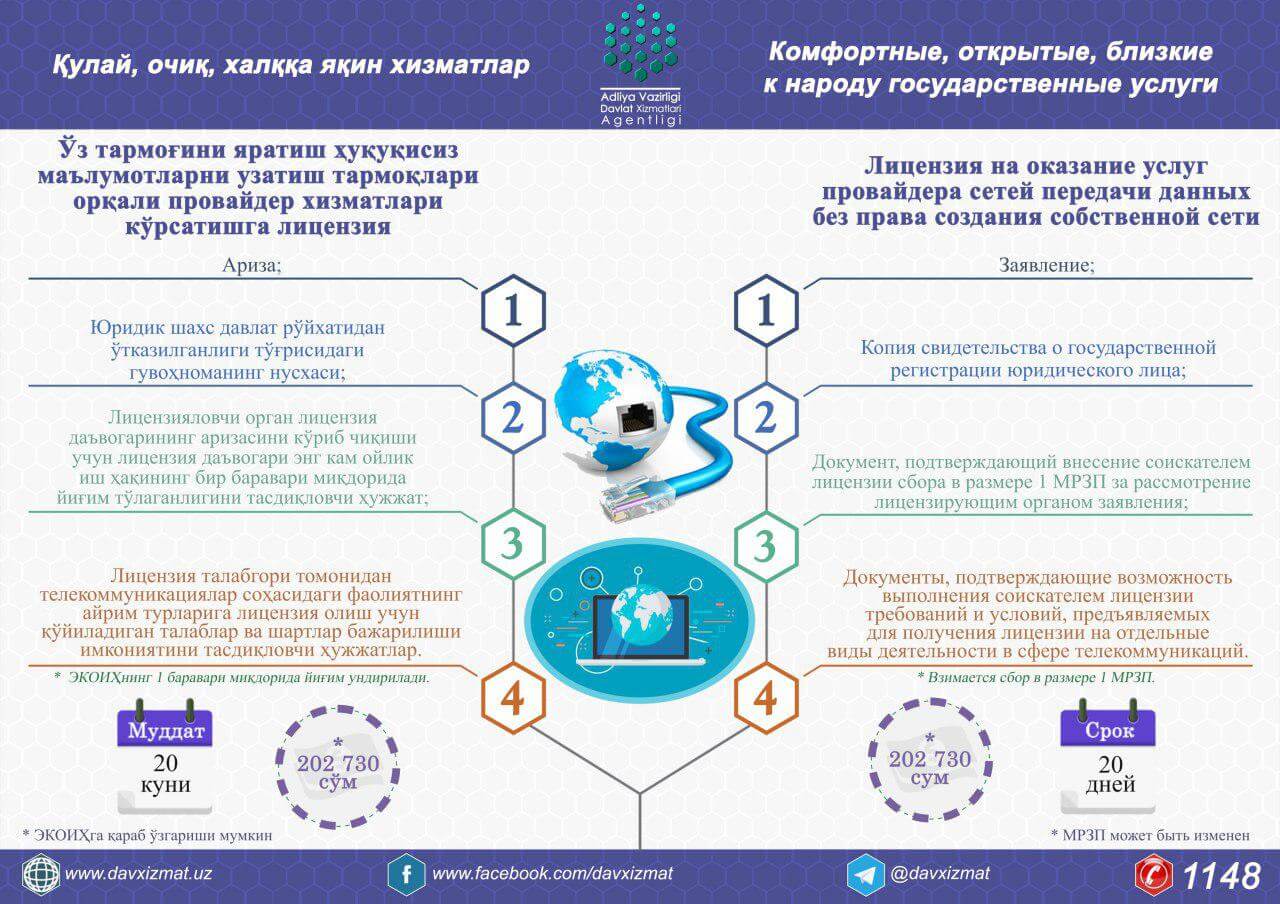 Қулай, очиқ, халққа яқин хизматлар
Adliya Vazirligi
Davlat Xizmatlari
Agentligi
Комфортные, открытые, близкие
к народу государственные услуги
Ўз тармоғини яратиш ҳуқуқисиз
маълумотларни узатиш тармоқлари
орқали провайдер хизматлари
кўрсатишга лицензия
Ариза;
1
Юридик шахс давлат рўйхатидан
ўтказилганлиги тўғрисидаги
гувоҳноманинг нусхаси;
2
Лицензияловчи орган лицензия
даъвогарининг аризасини кўриб чиқиши
учун лицензия даъвогари энг кам ойлик
иш ҳақининг бир баравари миқдорида
йиғим тўлаганлигини тасдиқловчи ҳужжат;
3
Лицензия талабгори томонидан
телекоммуникациялар соҳасидаги фаолиятнинг
айрим турларига лицензия олиш учун
қўйиладиган талаблар ва шартлар бажарилиши
имкониятини тасдиқловчи ҳужжатлар.
4
* ЭКОИҲнинг 1 баравари миқдорида йиғим ундирилади.
Муддат
20
куни
*
202 730
сўм
* ЭКОИҲга қараб ўзгариши мумкин
Лицензия на оказание услуг
провайдера сетей передачи данных
без права создания собственной сети
Заявление;
1
Копия свидетельства о государственной
регистрации юридического лица;
2
Документ, подтверждающий внесение соискателем
лицензии сбора в размере 1 МРЗП за рассмотрение
лицензирующим органом заявления;
3
Документы, подтверждающие возможность
выполнения соискателем лицензии
требований и условий, предъявляемых
для получения лицензии на отдельные
виды деятельности в сфере телекоммуникаций.
4
* Взимается сбор в размере 1 МРЗП.
*
202 730
сум
Срок
20
дней
* МРЗП может быть изменен
www.davxizmat.uz
www.facebook.com/davxizmat
@davxizmat
1148